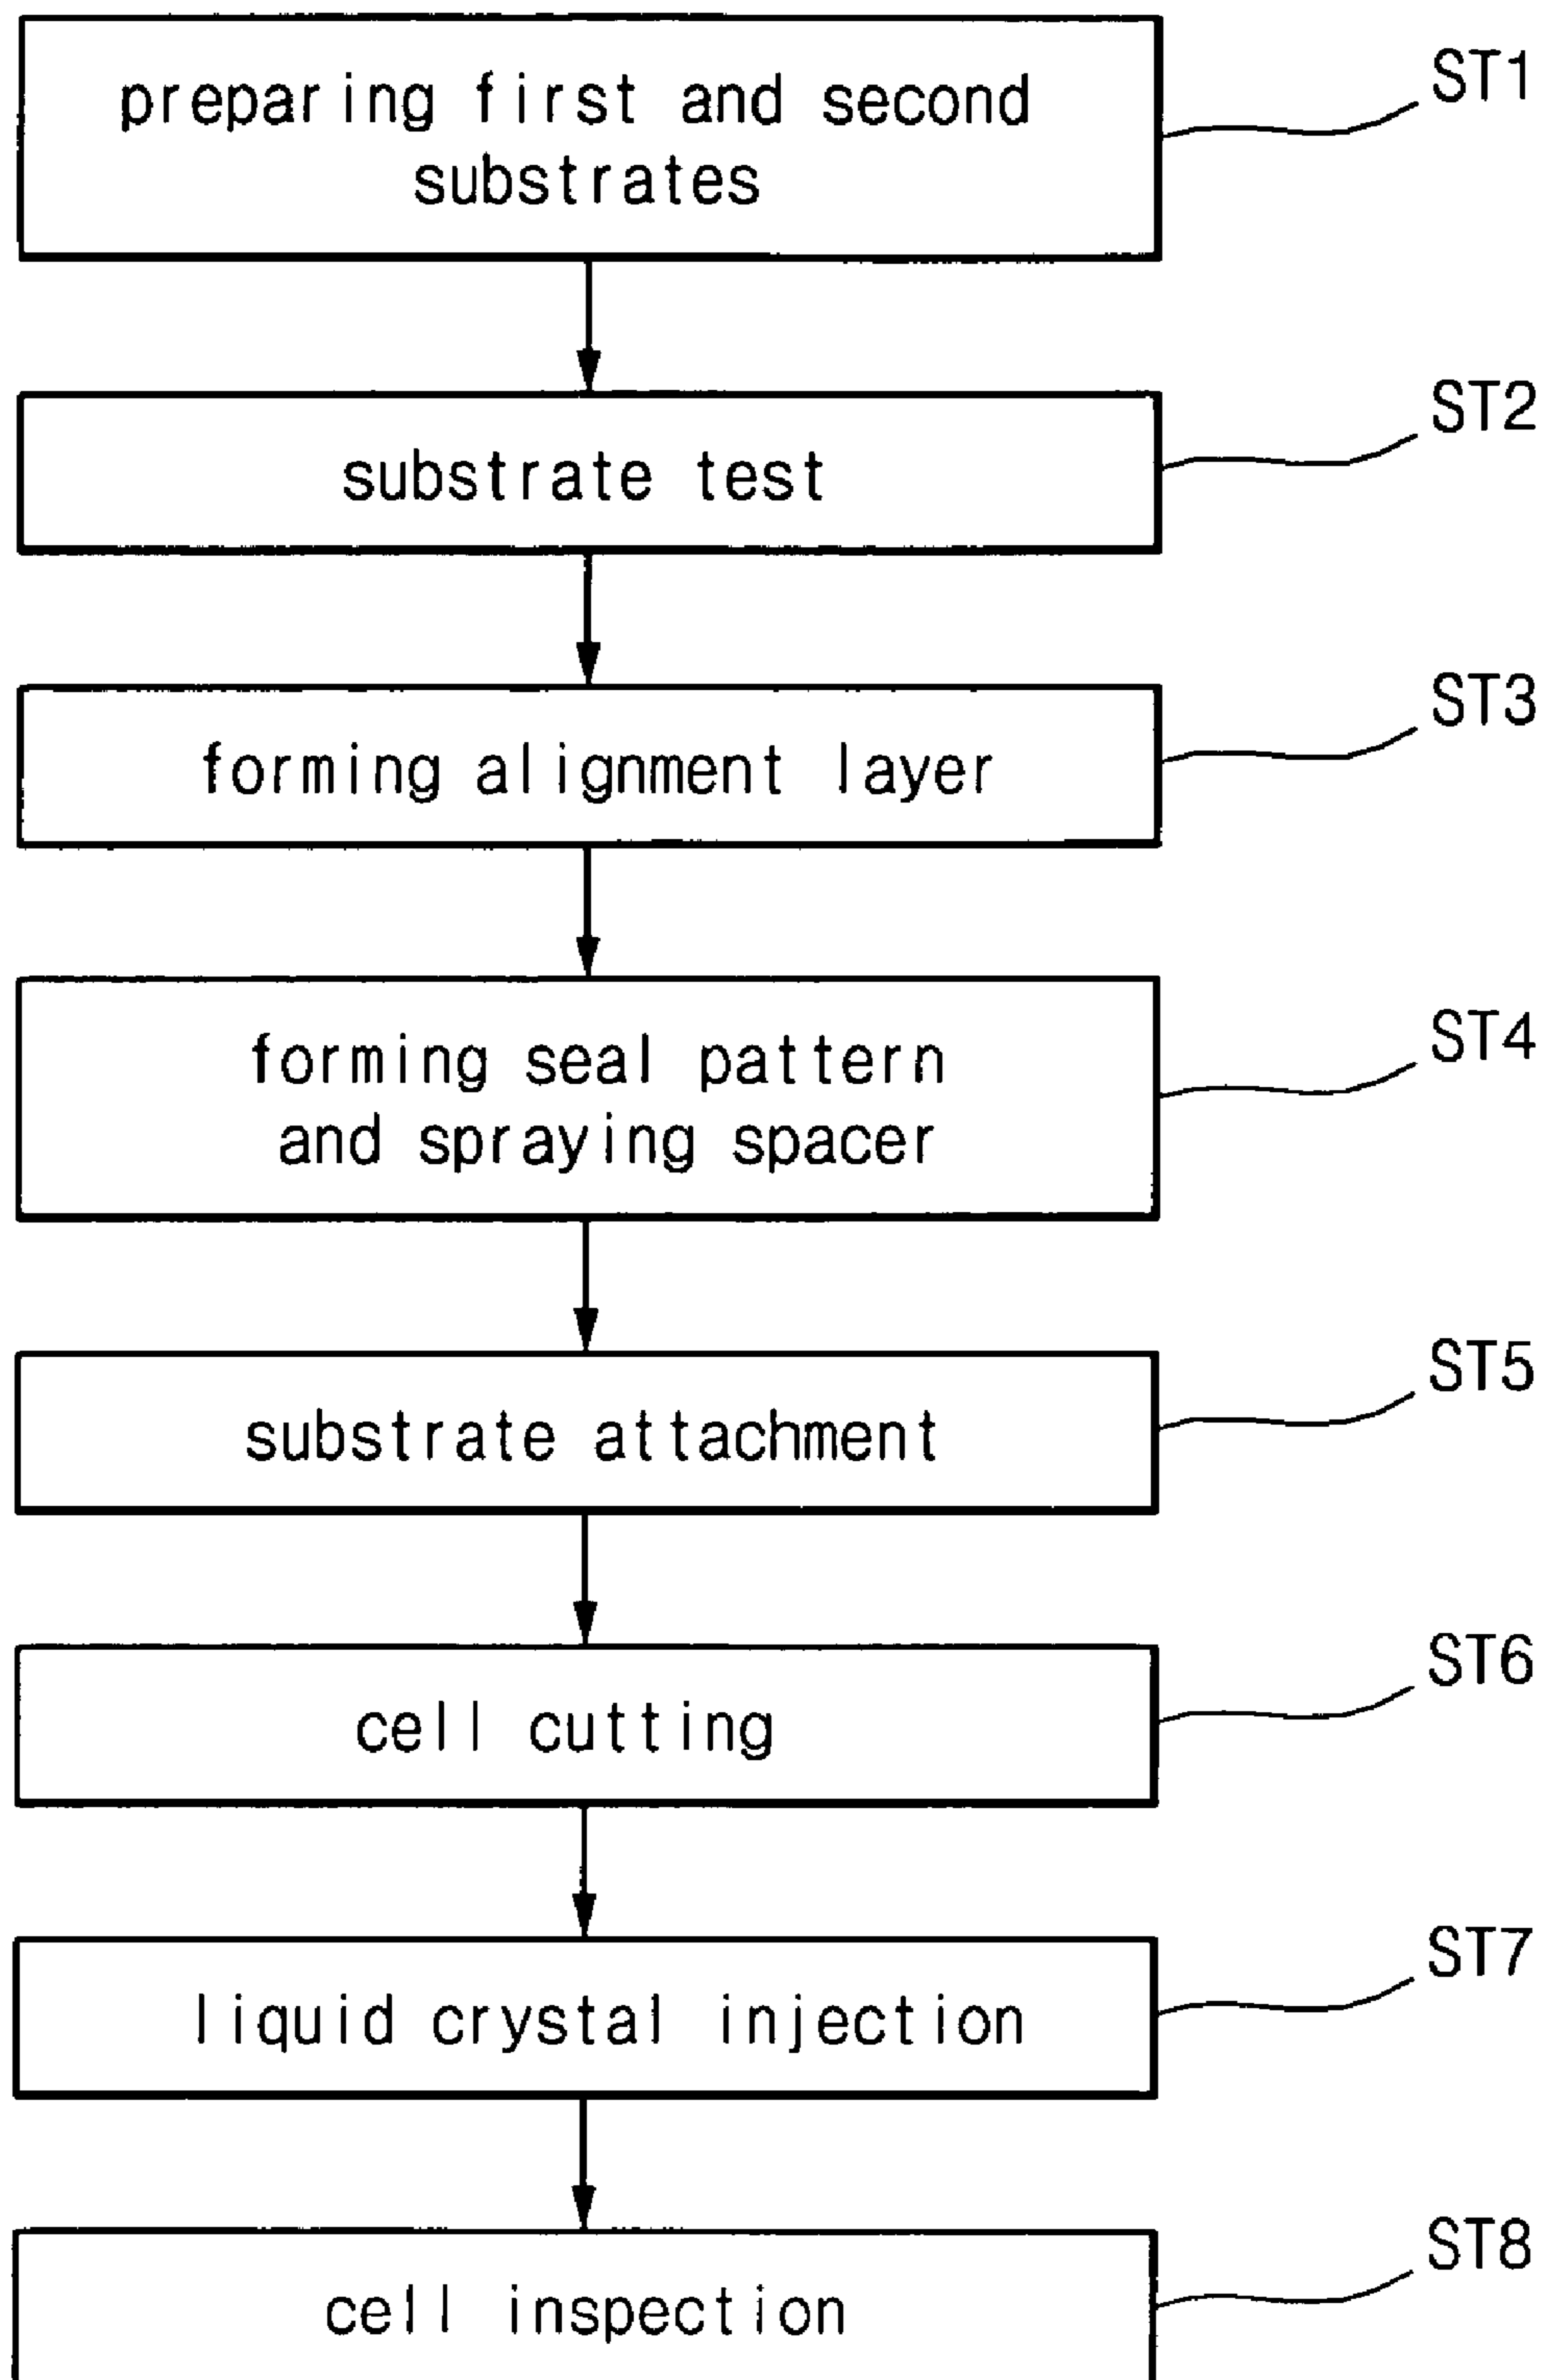 preparing first and second
substrates
ST1
substrate test
ST2
forming alignment layer
ST3
forming seal pattern
and spraying spacer
ST4
substrate attachment
ST5
cell cutting
ST6
liquid crystal injection
ST7
cell inspection
ST8